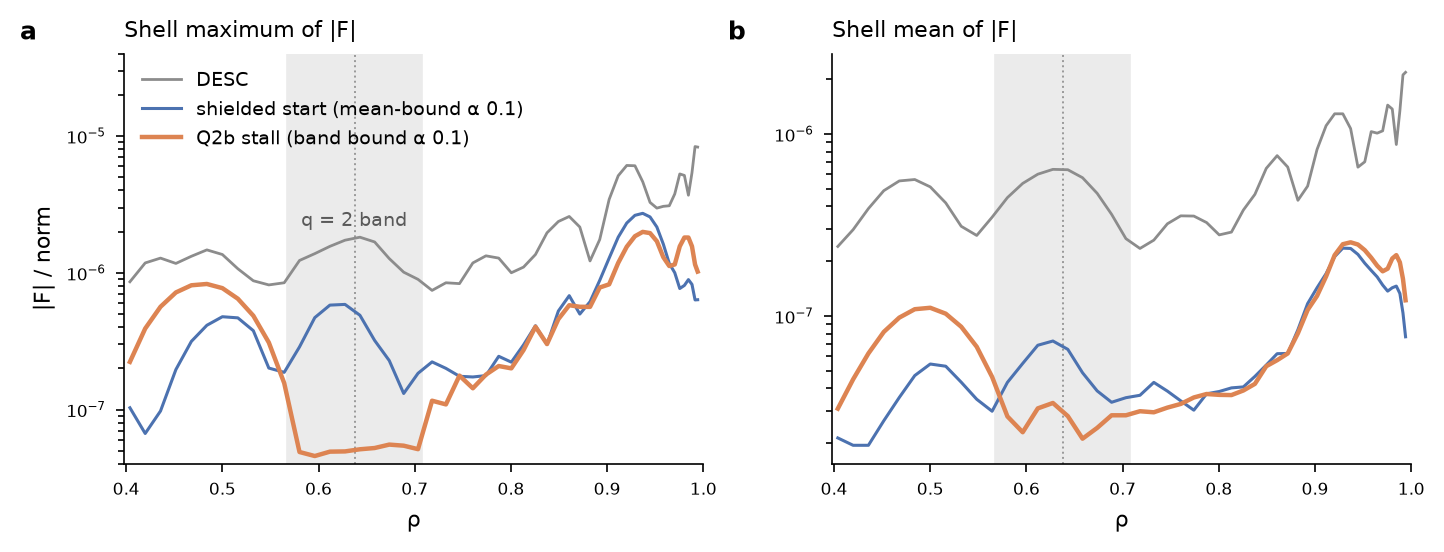 a
Shell maximum of |F|
DESC
shielded start (mean-bound α 0.1)
Q2b stall (band bound α 0.1)
q = 2 band
|F| / norm
10⁻⁵
10⁻⁶
10⁻⁷
0.4 0.5 0.6 0.7 0.8 0.9 1.0
ρ
b
Shell mean of |F|
10⁻⁶
10⁻⁷
0.4 0.5 0.6 0.7 0.8 0.9 1.0
ρ